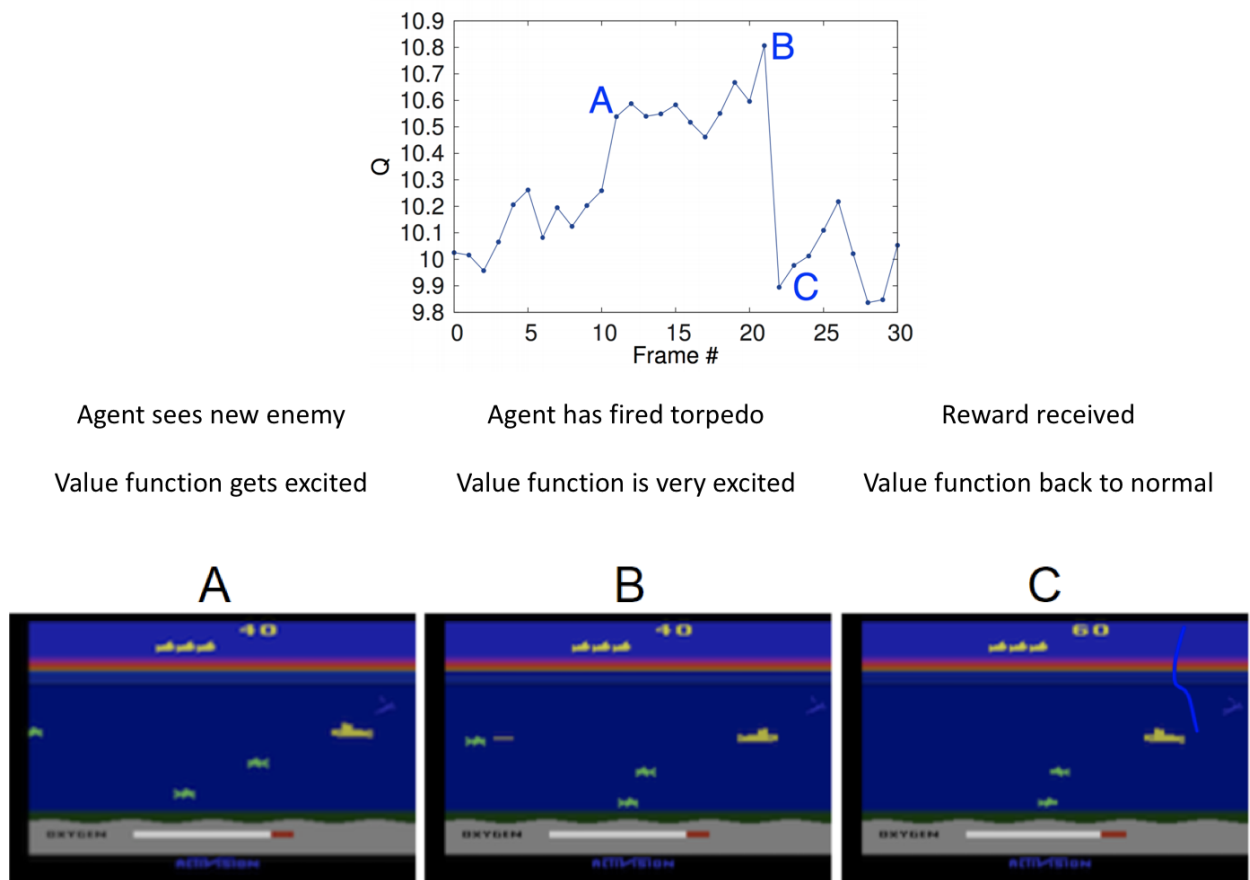 10.9
10.8
10.7
10.6
10.5
10.4
10.3
10.2
10.1
10
9.9
9.8
Q
A
B
C
0 5 10 15 20 25 30
Frame #
Agent sees new enemy Agent has fired torpedo Reward received
Value function gets excited Value function is very excited Value function back to normal
A B C
40 40 60
OXYGEN OXYGEN OXYGEN
ACTIVISION ACTIVISION ACTIVISION